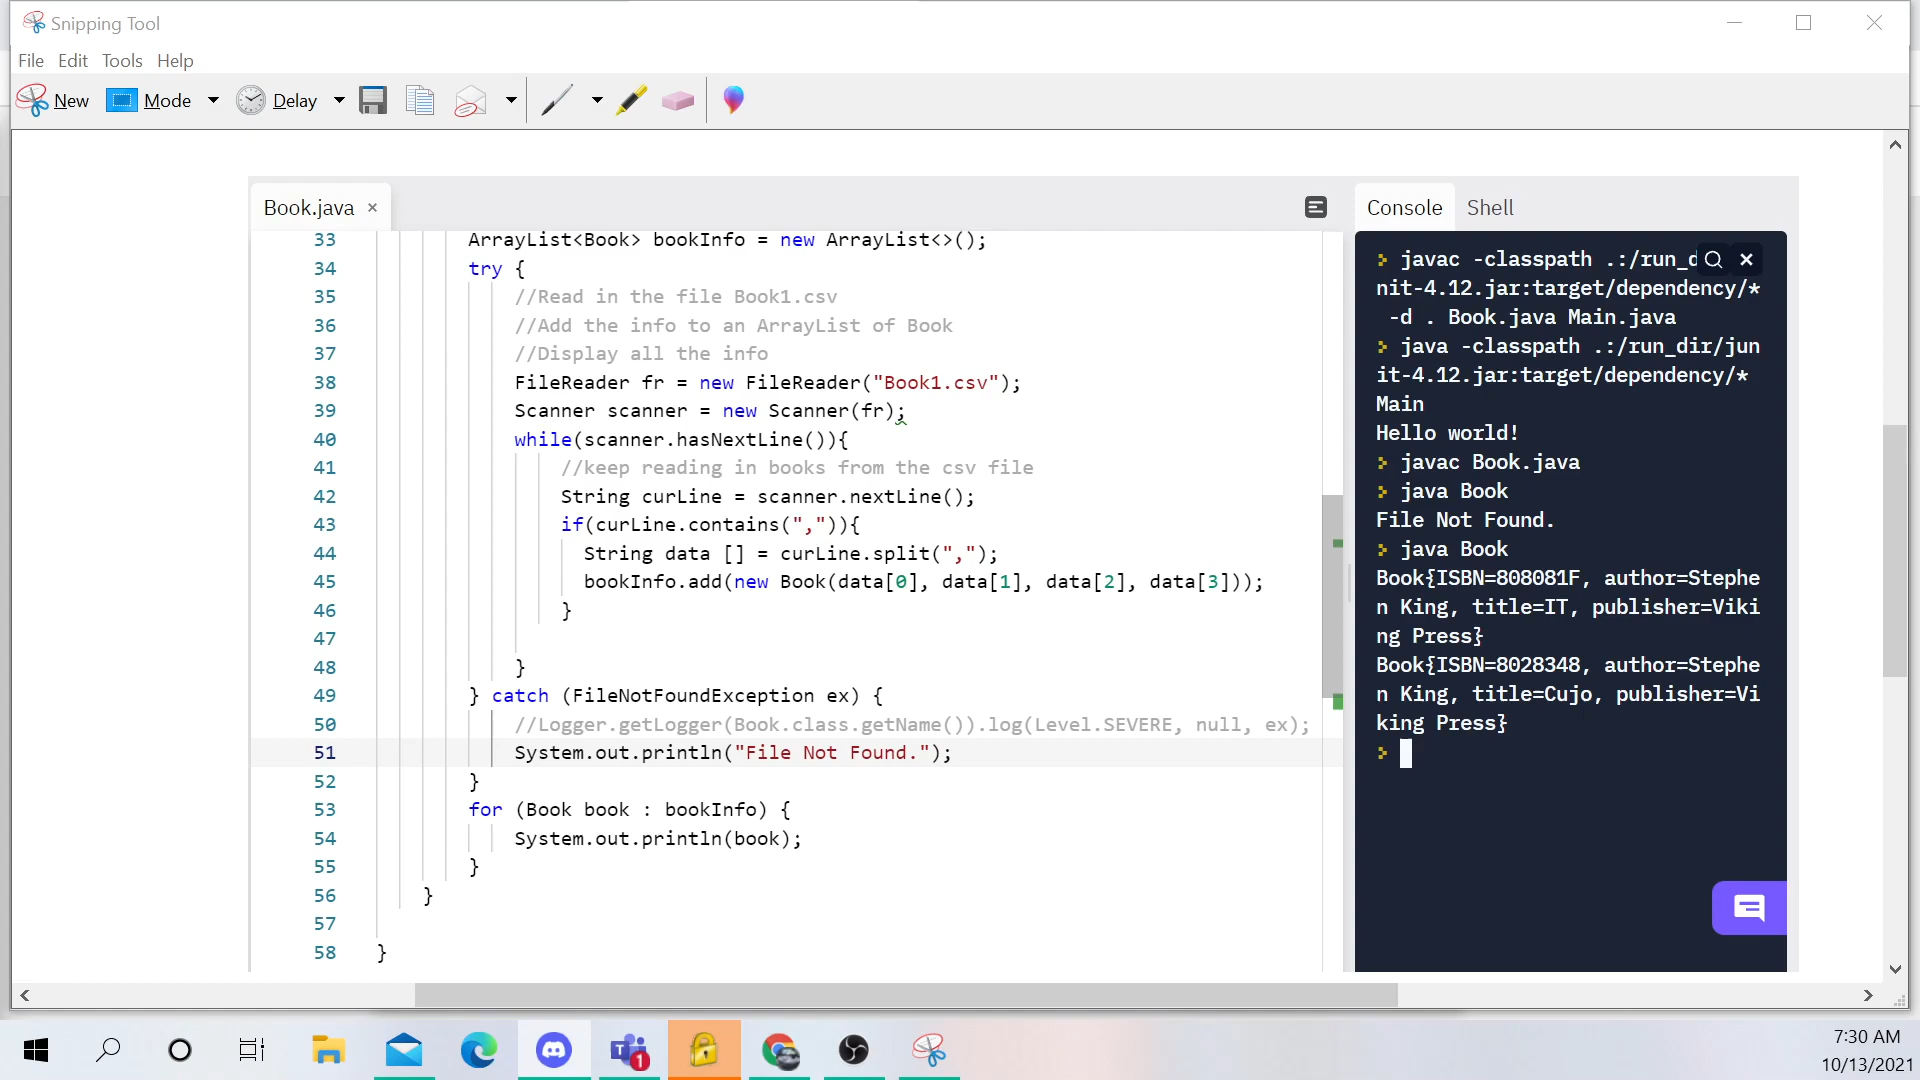 Snipping Tool
File Edit Tools Help
New Mode Delay
Book.java ×
Console Shell
33 ArrayList<Book> bookInfo = new ArrayList<>();
34 try {
35 //Read in the file Book1.csv
36 //Add the info to an ArrayList of Book
37 //Display all the info
38 FileReader fr = new FileReader("Book1.csv");
39 Scanner scanner = new Scanner(fr);
40 while(scanner.hasNextLine()){
41 //keep reading in books from the csv file
42 String curLine = scanner.nextLine();
43 if(curLine.contains(",")){
44 String data [] = curLine.split(",");
45 bookInfo.add(new Book(data[0], data[1], data[2], data[3]));
46 }
47
48 }
49 } catch (FileNotFoundException ex) {
50 //Logger.getLogger(Book.class.getName()).log(Level.SEVERE, null, ex);
51 System.out.println("File Not Found.");
52 }
53 for (Book book : bookInfo) {
54 System.out.println(book);
55 }
56 }
57
58 }
> javac -classpath .:/run_d
nit-4.12.jar:target/dependency/*
-d . Book.java Main.java
> java -classpath .:/run_dir/jun
it-4.12.jar:target/dependency/*
Main
Hello world!
> javac Book.java
> java Book
File Not Found.
> java Book
Book{ISBN=808081F, author=Stephe
n King, title=IT, publisher=Viki
ng Press}
Book{ISBN=8028348, author=Stephe
n King, title=Cujo, publisher=Vi
king Press}
>
1
7:30 AM
10/13/2021